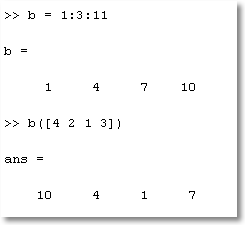 >> b = 1:3:11
b =
1 4 7 10
>> b([4 2 1 3])
ans =
10 4 1 7